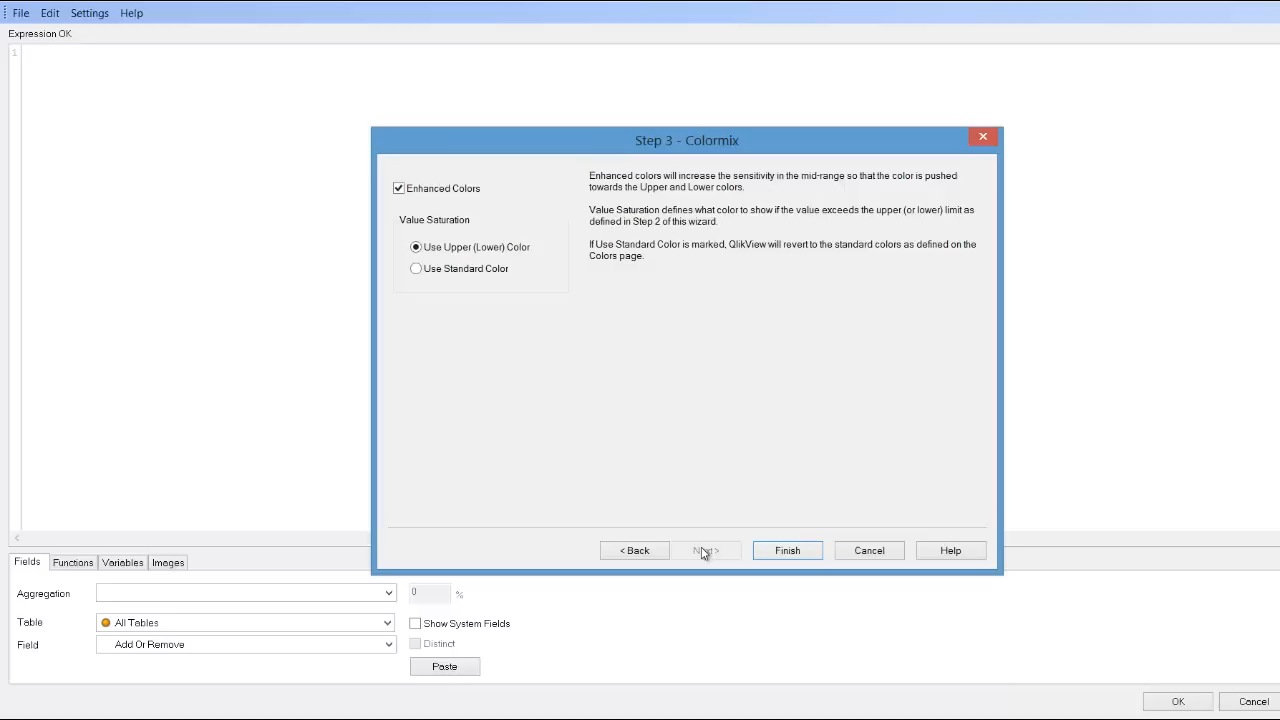 File Edit Settings Help
Expression OK
1
Step 3 - Colormix
Enhanced Colors
Value Saturation
Use Upper (Lower) Color
Use Standard Color
Enhanced colors will increase the sensitivity in the mid-range so that the color is pushed
towards the Upper and Lower colors.
Value Saturation defines what color to show if the value exceeds the upper (or lower) limit as
defined in Step 2 of this wizard.
If Use Standard Color is marked, QlikView will revert to the standard colors as defined on the
Colors page.
< Back Finish Cancel Help
Fields Functions Variables Images
Aggregation 0 %
Table All Tables Show System Fields
Field Add Or Remove Distinct
Paste
OK Cancel